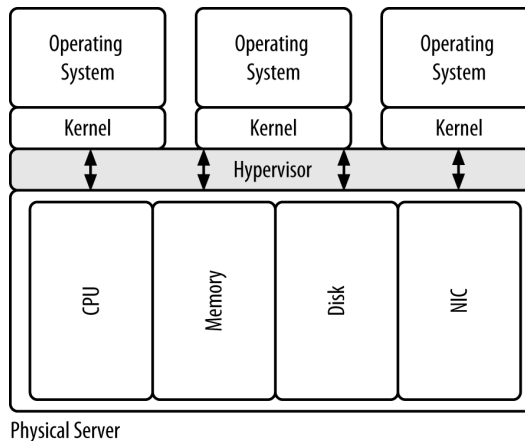 Operating
System
Operating
System
Operating
System
Kernel
Kernel
Kernel
Hypervisor
CPU
Memory
Disk
NIC
Physical Server